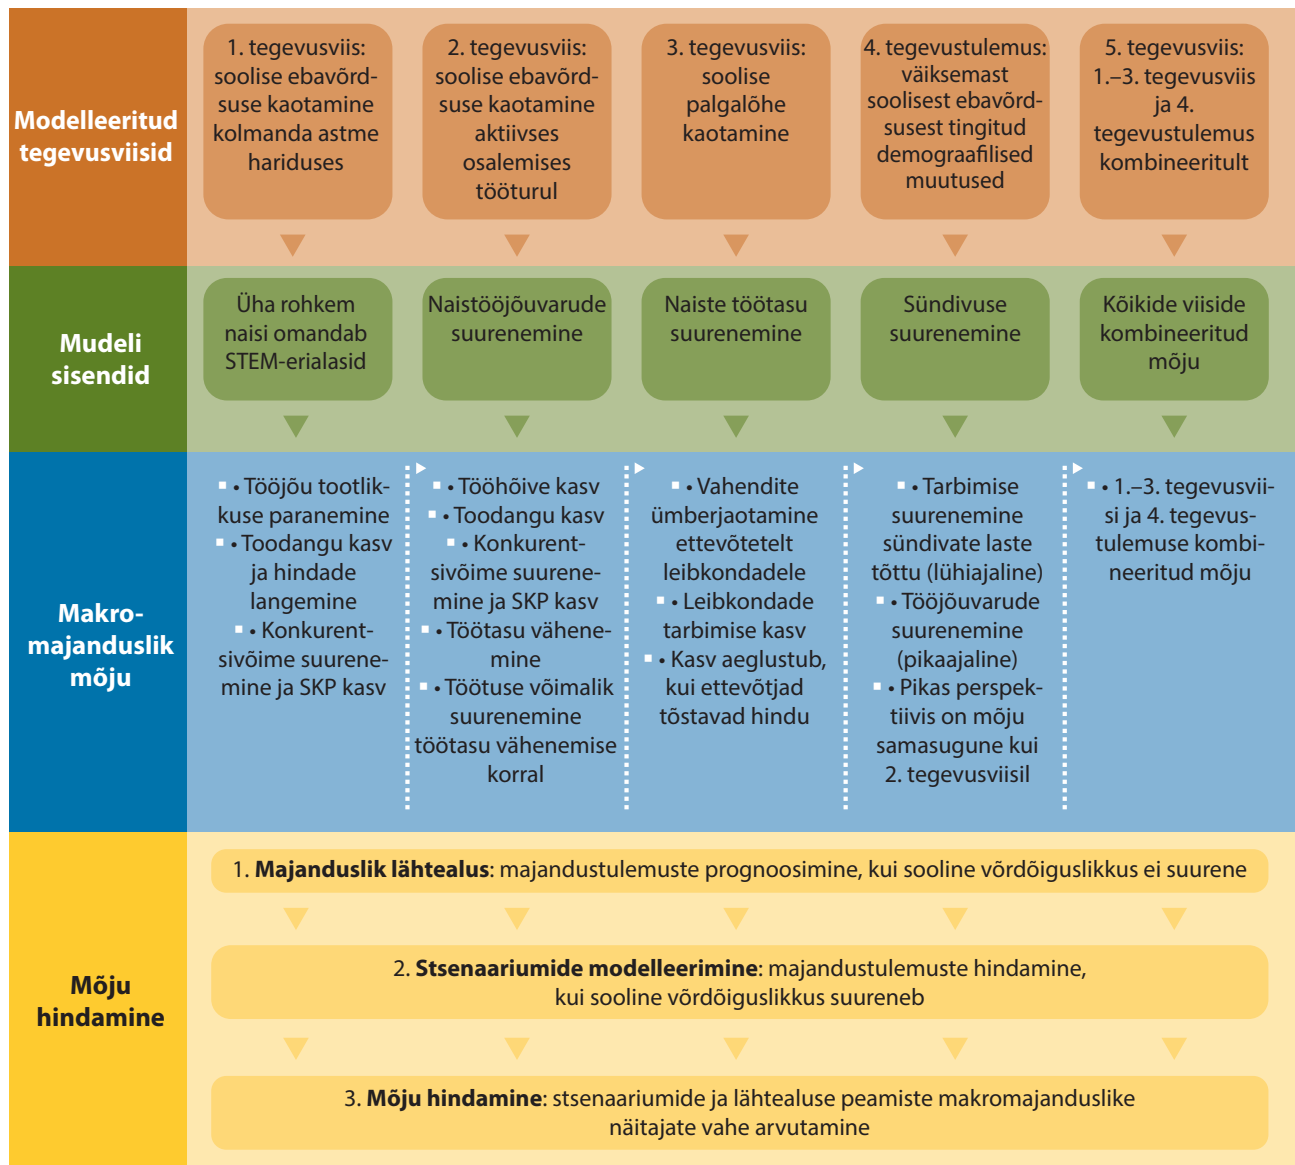 Modelleeritud
tegevusviisid
1. tegevusviis:
soolise ebavõrd-
suse kaotamine
kolmanda astme
hariduses
2. tegevusviis:
soolise ebavõrd-
suse kaotamine
aktiivses
osalemises
tööturul
3. tegevusviis:
soolise
palgalõhe
kaotamine
4. tegevustulemus:
väiksemast
soolisest ebavõrd-
susest tingitud
demograafilised
muutused
5. tegevusviis:
1.–3. tegevusviis
ja 4.
tegevustulemus
kombineeritult
Mudeli
sisendid
Üha rohkem
naisi omandab
STEM-erialasid
Naistööjõuvarude
suurenemine
Naiste töötasu
suurenemine
Sündivuse
suurenemine
Kõikide viiside
kombineeritud
mõju
Makro-
majanduslik
mõju
▪ • Tööjõu tootlik-
kuse paranemine
▪ • Toodangu kasv
ja hindade
langemine
▪ • Konkurent-
sivõime suurene-
mine ja SKP kasv
▪ • Tööhõive kasv
▪ • Toodangu kasv
▪ • Konkurent-
sivõime suurene-
mine ja SKP kasv
▪ • Töötasu vähene-
mine
▪ • Töötuse võimalik
suurenemine
töötasu vähenemise
korral
▪ • Vahendite
ümberjaotamine
ettevõtetelt
leibkondadele
▪ • Leibkondade
tarbimise kasv
▪ • Kasv aeglustub,
kui ettevõtjad
tõstavad hindu
▪ • Tarbimise
suurenemine
sündivate laste
tõttu (lühiajaline)
▪ • Tööjõuvarude
suurenemine
(pikaajaline)
▪ • Pikas perspek-
tiivis on mõju
samasugune kui
2. tegevusviisil
▪ • 1.–3. tegevusvii-
si ja 4. tegevus-
tulemuse kombi-
neeritud mõju
Mõju
hindamine
1. Majanduslik lähtealus: majandustulemuste prognoosimine, kui sooline võrdõiguslikkus ei suurene
2. Stsenaariumide modelleerimine: majandustulemuste hindamine,
kui sooline võrdõiguslikkus suureneb
3. Mõju hindamine: stsenaariumide ja lähtealuse peamiste makromajanduslike
näitajate vahe arvutamine